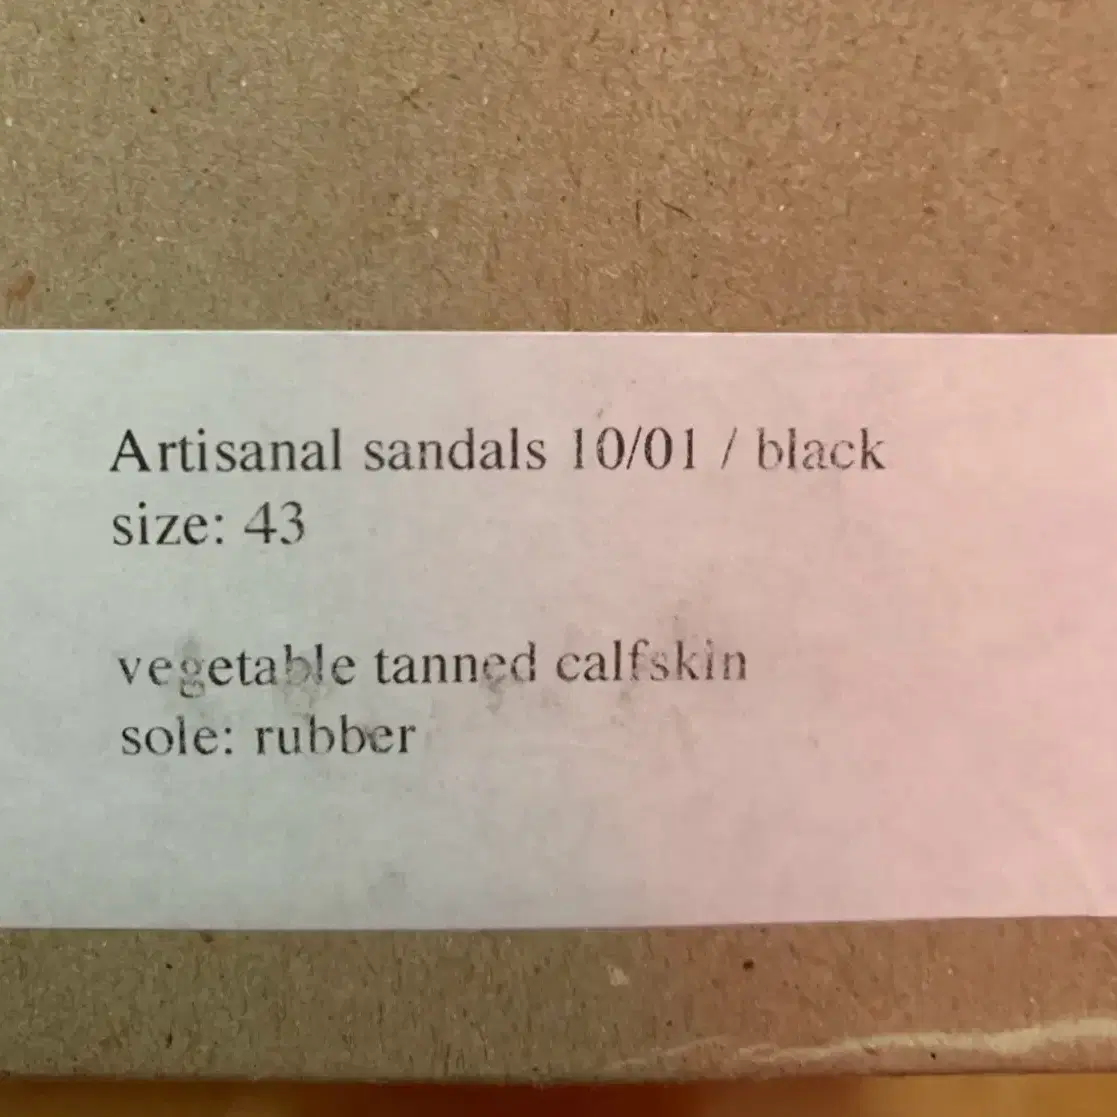 Artisanal sandals 10/01 / black
size: 43
vegetable tanned calfskin
sole: rubber